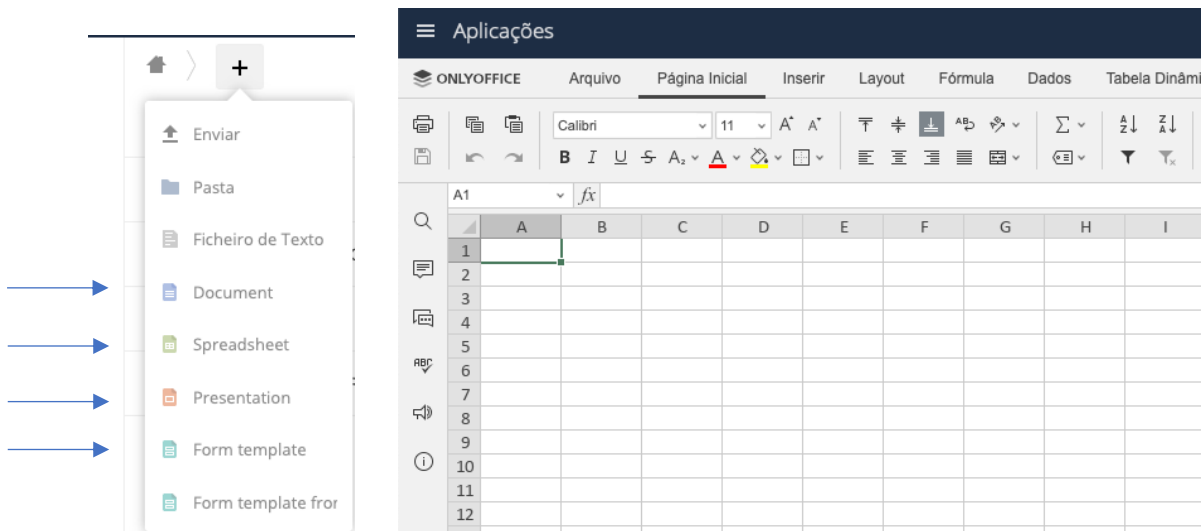 Enviar
Pasta
Ficheiro de Texto
Document
Spreadsheet
Presentation
Form template
Form template fror
Aplicações
ONLYOFFICE Arquivo Página Inicial Inserir Layout Fórmula Dados Tabela Dinâmi
Calibri 11
A1 fx
A B C D E F G H I
1
2
3
4
5
6
7
8
9
10
11
12